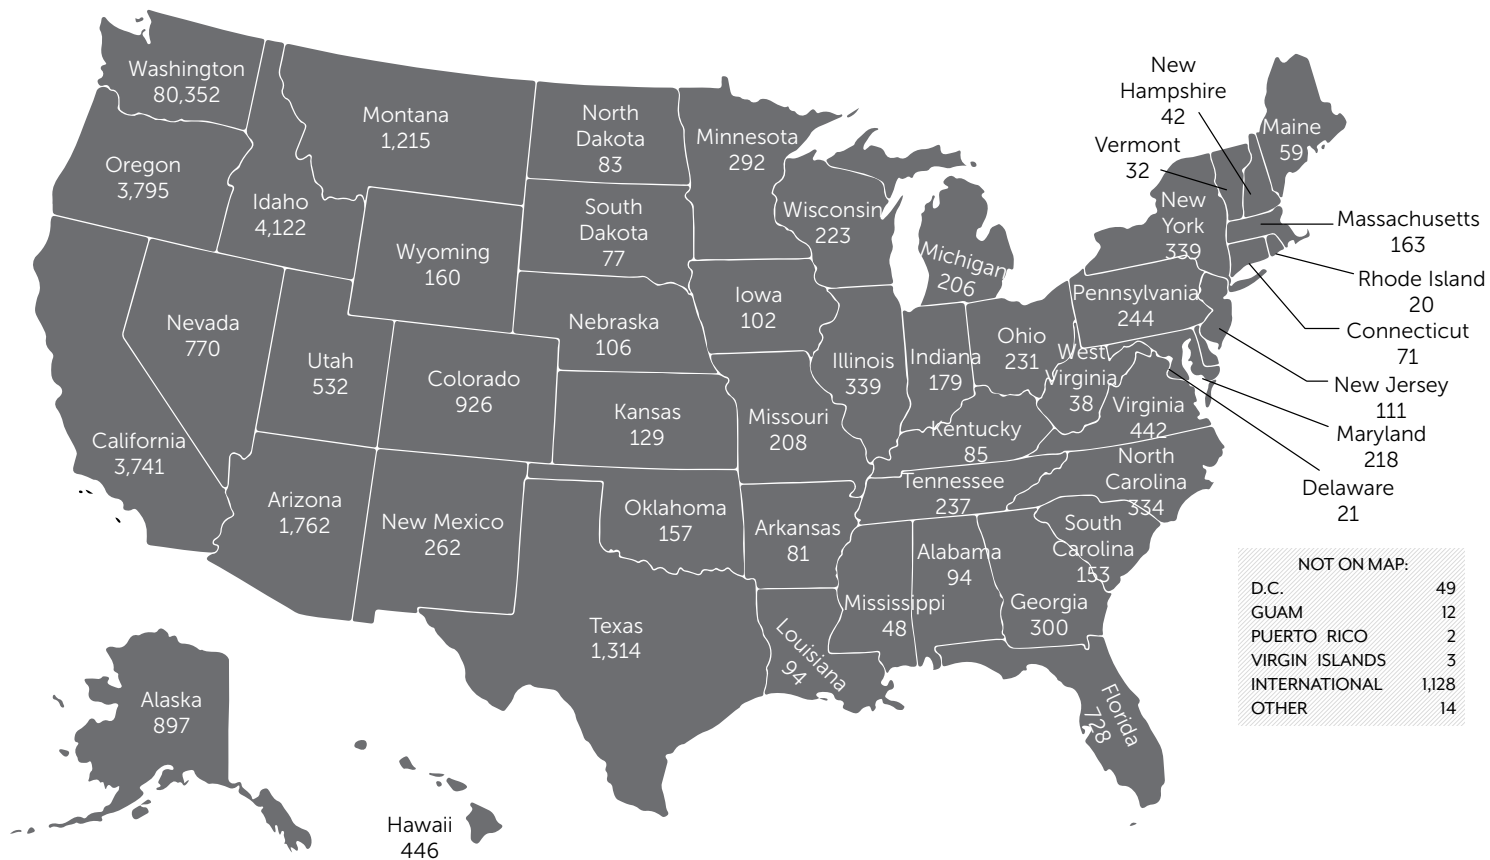 Washington
80,352
Oregon
3,795
Idaho
4,122
Montana
1,215
North
Dakota
83
South
Dakota
77
Minnesota
292
Wisconsin
223
Michigan
206
Wyoming
160
Nevada
770
Utah
532
Colorado
926
Nebraska
106
Iowa
102
Kansas
129
Missouri
208
Illinois
339
Indiana
179
Ohio
231
West
Virginia
38
Virginia
442
Kentucky
85
Tennessee
237
North
Carolina
334
South
Carolina
153
California
3,741
Arizona
1,762
New Mexico
262
Oklahoma
157
Arkansas
81
Texas
1,314
Louisiana
94
Mississippi
48
Alabama
94
Georgia
300
Florida
728
Alaska
897
Hawaii
446
Pennsylvania
244
New
York
339
Vermont
32
New
Hampshire
42
Maine
59
Massachusetts
163
Rhode Island
20
Connecticut
71
New Jersey
111
Maryland
218
Delaware
21
NOT ON MAP:
D.C. 49
GUAM 12
PUERTO RICO 2
VIRGIN ISLANDS 3
INTERNATIONAL 1,128
OTHER 14